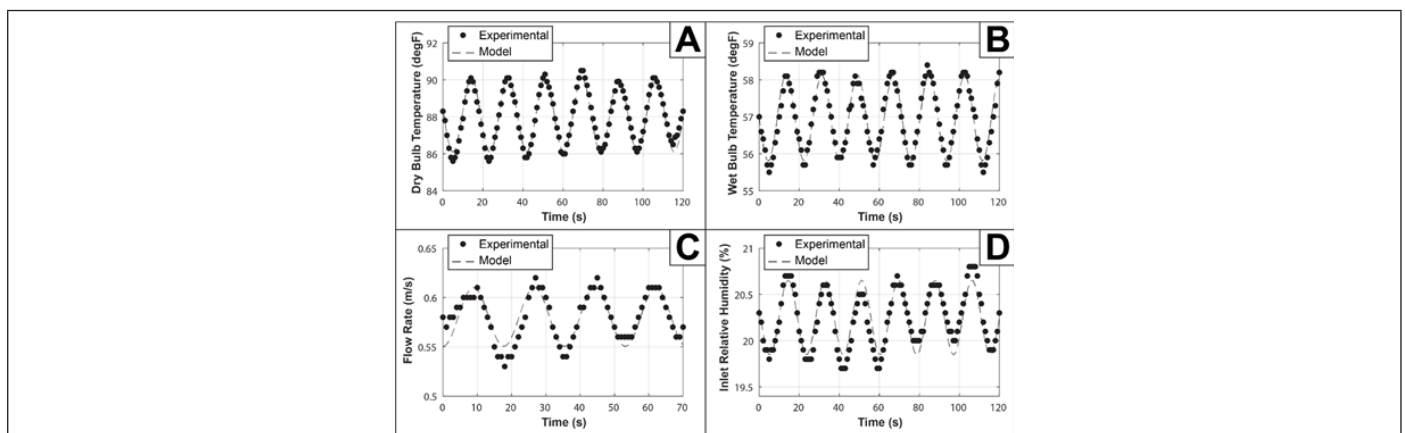 Experimental
Model
A
92
90
88
86
84
Dry Bulb Temperature (degF)
0 20 40 60 80 100 120
Time (s)
Experimental
Model
B
59
58
57
56
55
Wet Bulb Temperature (degF)
0 20 40 60 80 100 120
Time (s)
Experimental
Model
C
0.65
0.6
0.55
0.5
Flow Rate (m/s)
0 10 20 30 40 50 60 70
Time (s)
Experimental
Model
D
21
20.5
20
19.5
Inlet Relative Humidity (%)
0 20 40 60 80 100 120
Time (s)